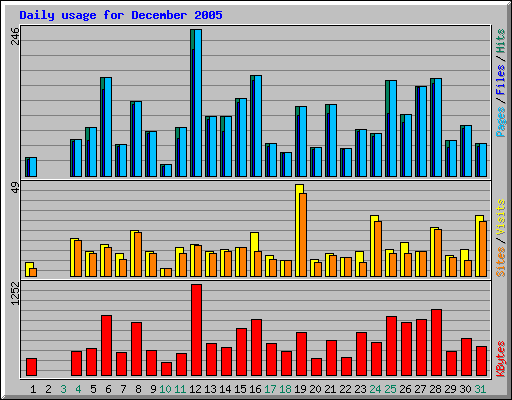 Daily usage for December 2005
246
Pages / Files / Hits
49
Sites / Visits
1252
KBytes
1 2 3 4 5 6 7 8 9 10 11 12 13 14 15 16 17 18 19 20 21 22 23 24 25 26 27 28 29 30 31